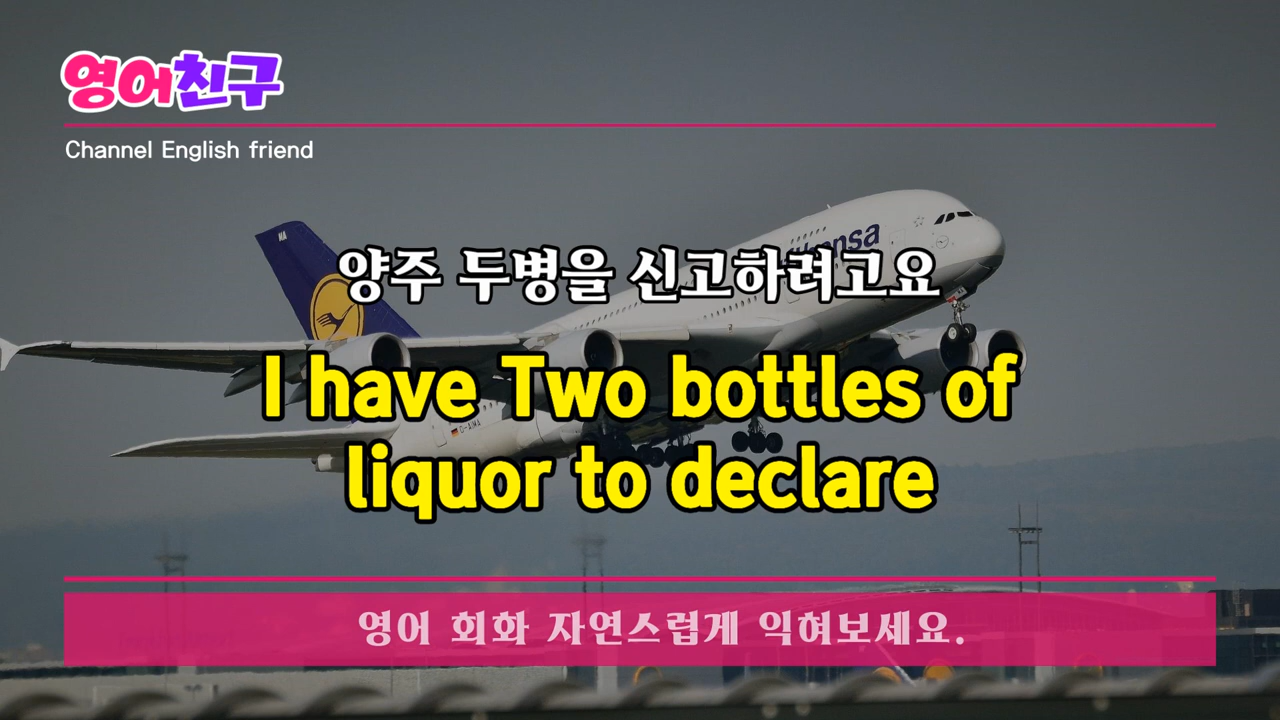 영어친구
Channel English friend
양주 두병을 신고하려고요
I have Two bottles of
liquor to declare
영어 회화 자연스럽게 익혀보세요.